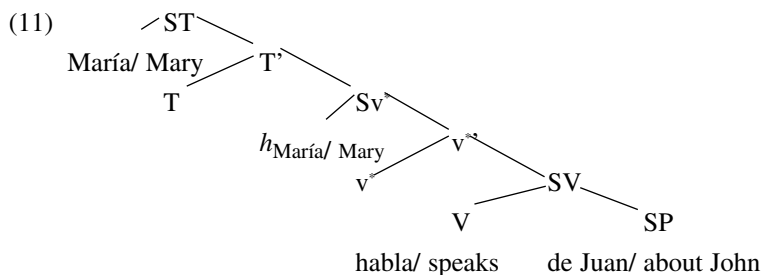 (11) ST
María/ Mary T’
T Sv*
hMaría/ Mary v*’
v* SV
V SP
habla/ speaks de Juan/ about John